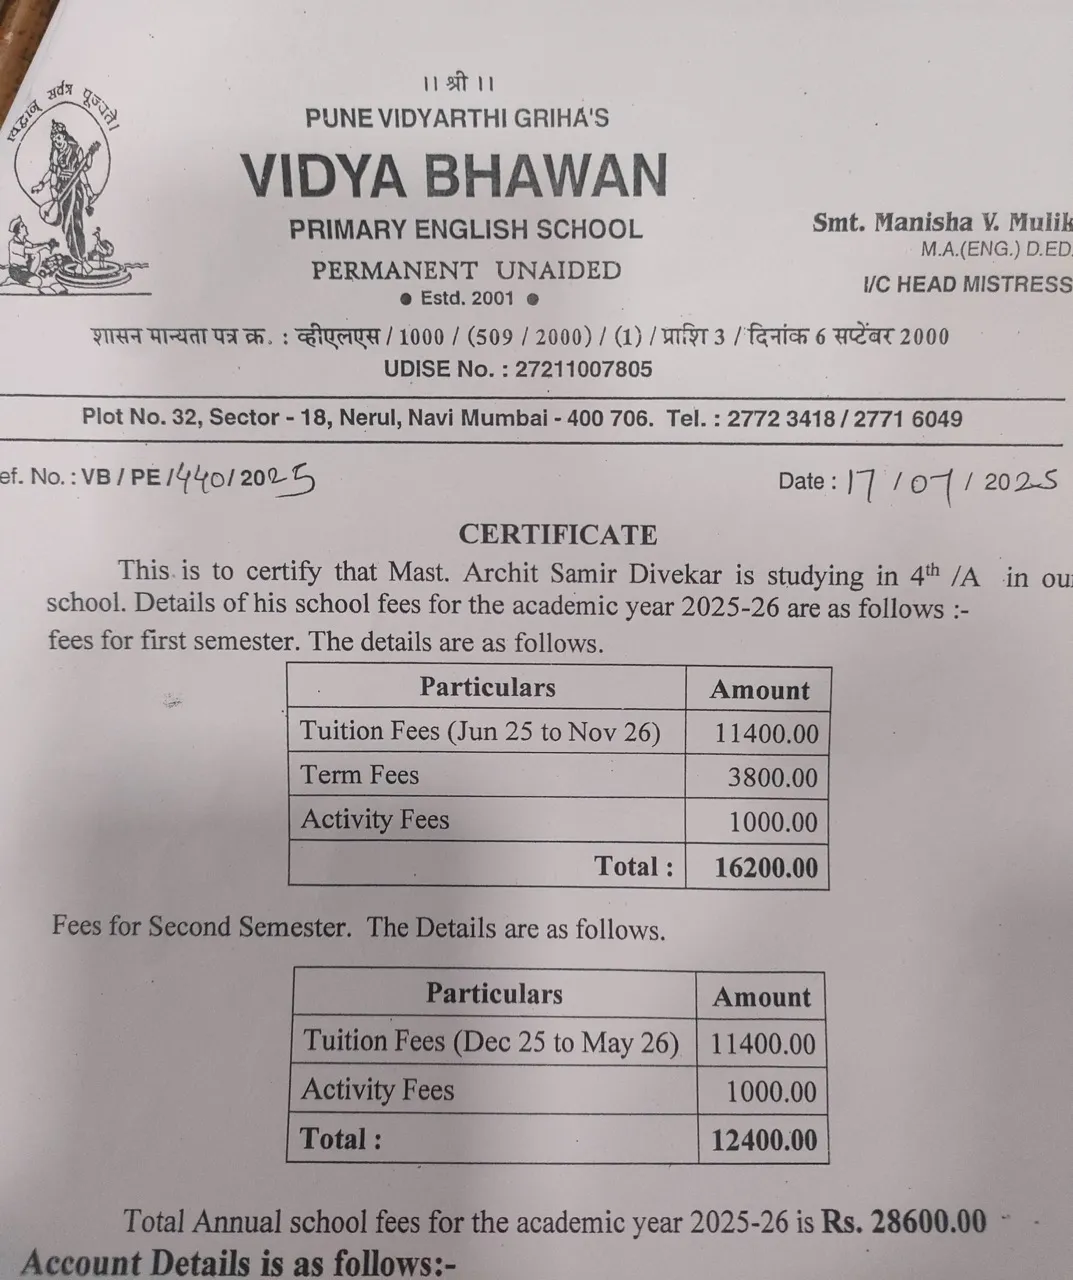 विद्वान् सर्वत्र पूज्यते।
।। श्री ।।
PUNE VIDYARTHI GRIHA'S
VIDYA BHAWAN
PRIMARY ENGLISH SCHOOL
PERMANENT UNAIDED
● Estd. 2001 ●
Smt. Manisha V. Mulik
M.A.(ENG.) D.ED.
I/C HEAD MISTRESS
शासन मान्यता पत्र क्र. : व्हीएलएस / 1000 / (509 / 2000) / (1) / प्राशि 3 / दिनांक 6 सप्टेंबर 2000
UDISE No. : 27211007805
Plot No. 32, Sector - 18, Nerul, Navi Mumbai - 400 706. Tel. : 2772 3418 / 2771 6049
ef. No. : VB / PE /440/ 2025
Date : 17 / 07 / 2025
CERTIFICATE
This is to certify that Mast. Archit Samir Divekar is studying in 4th /A in our
school. Details of his school fees for the academic year 2025-26 are as follows :-
fees for first semester. The details are as follows.
Particulars Amount
Tuition Fees (Jun 25 to Nov 26) 11400.00
Term Fees 3800.00
Activity Fees 1000.00
Total : 16200.00
Fees for Second Semester. The Details are as follows.
Particulars Amount
Tuition Fees (Dec 25 to May 26) 11400.00
Activity Fees 1000.00
Total : 12400.00
Total Annual school fees for the academic year 2025-26 is Rs. 28600.00
Account Details is as follows:-